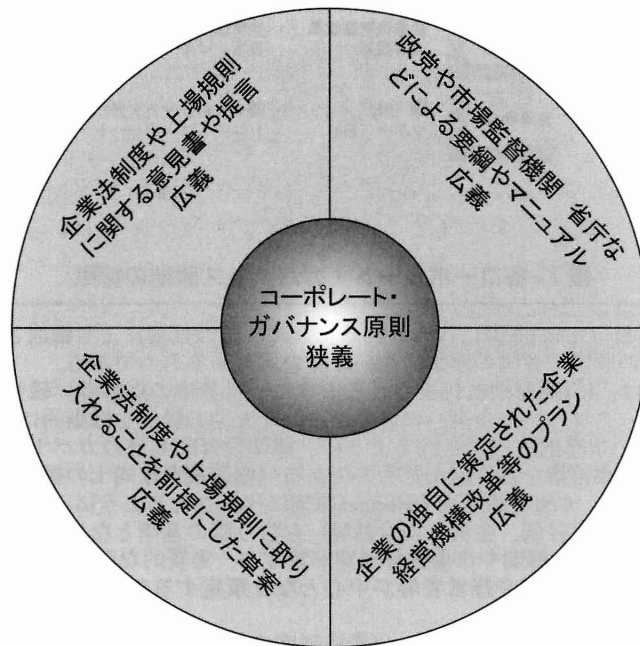 企業法制度や上場規則
に関する意見書や提言
広義
政党や市場監督機関　省庁な
どによる要綱やマニュアル
広義
コーポレート・
ガバナンス原則
狭義
企業法制度や上場規則に取り
入れることを前提にした草案
広義
企業の独自に策定された企業
経営機構改革等のプラン
広義